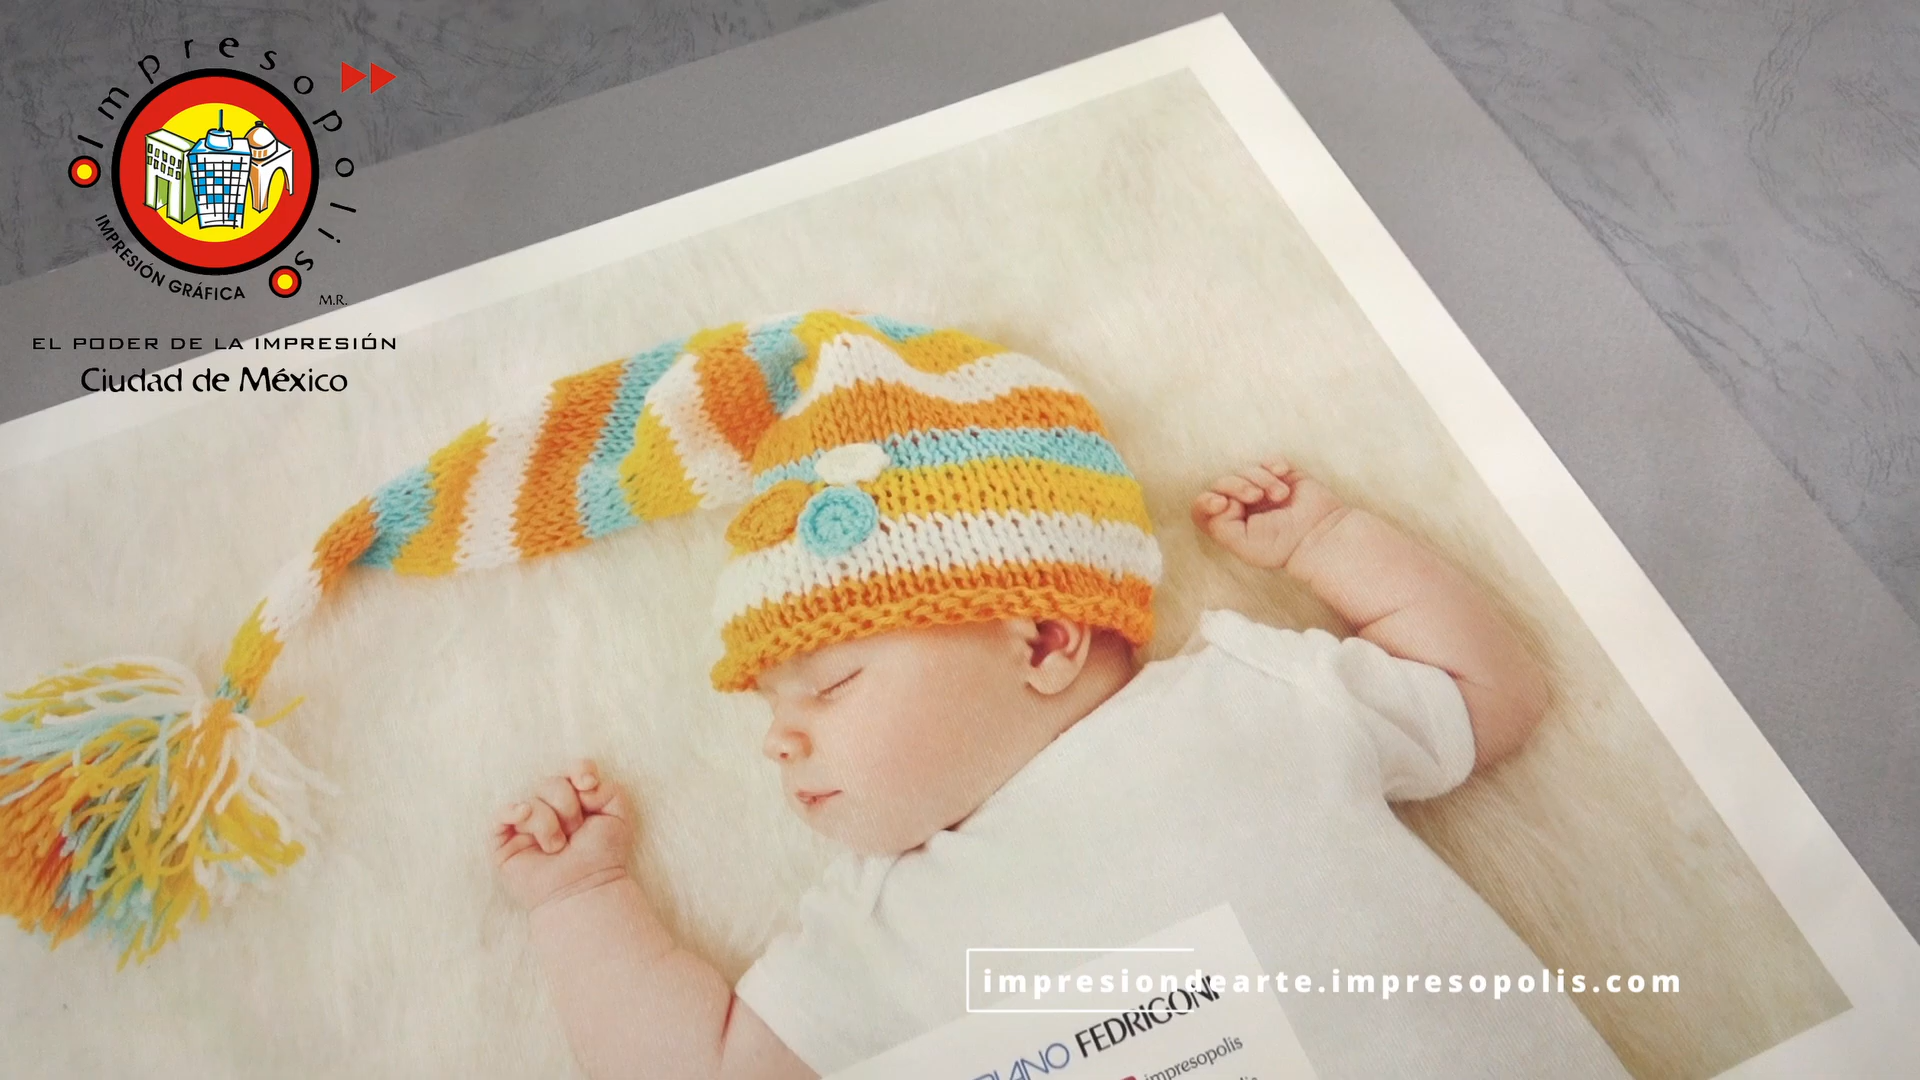 Impresopolis
IMPRESIÓN GRÁFICA
M.R.
EL PODER DE LA IMPRESIÓN
Ciudad de México
impresiondearte.impresopolis.com
FEDRIGONI
impresopolis